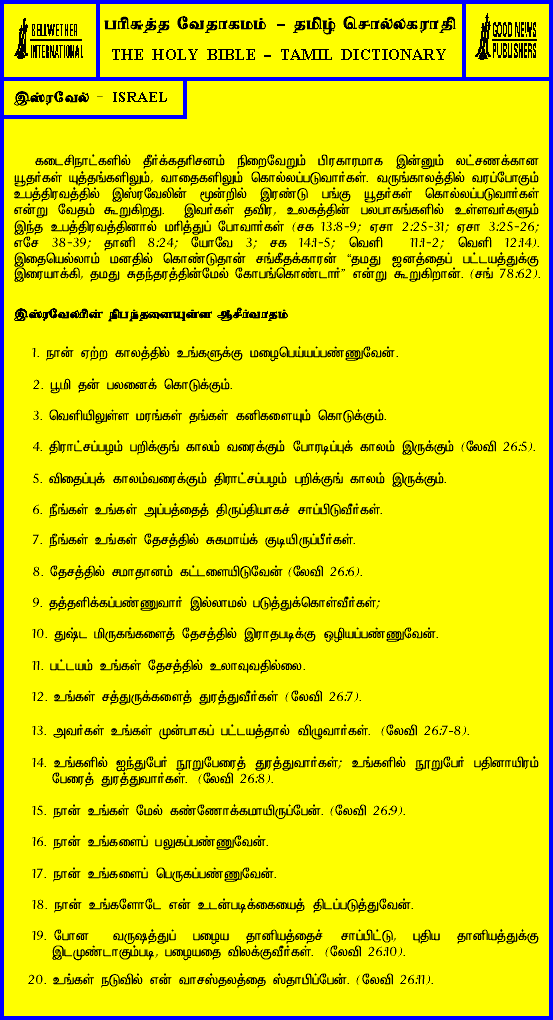 BELLWETHER
INTERNATIONAL
பரிசுத்த வேதாகமம் – தமிழ் சொல்லகராதி
THE HOLY BIBLE – TAMIL DICTIONARY
GOOD NEWS
PUBLISHERS
இஸ்ரவேல் – ISRAEL
கடைசிநாட்களில் தீர்க்கதரிசனம் நிறைவேறும் பிரகாரமாக இன்னும் லட்சணக்கான
யூதர்கள் யுத்தங்களிலும், வாதைகளிலும் கொல்லப்படுவார்கள். வருங்காலத்தில் வரப்போகும்
உபத்திரவத்தில் இஸ்ரவேலின் மூன்றில் இரண்டு பங்கு யூதர்கள் கொல்லப்படுவார்கள்
என்று வேதம் கூறுகிறது. இவர்கள் தவிர, உலகத்தின் பலபாகங்களில் உள்ளவர்களும்
இந்த உபத்திரவத்தினால் மரித்துப் போவார்கள் (சக 13:8-9; ஏசா 2:25-31; ஏசா 3:25-26;
எசே 38-39; தானி 8:24; யோவே 3; சக 14:1-5; வெளி 11:1-2; வெளி 12:14).
இதையெல்லாம் மனதில் கொண்டுதான் சங்கீதக்காரன் “தமது ஜனத்தைப் பட்டயத்துக்கு
இரையாக்கி, தமது சுதந்தரத்தின்மேல் கோபங்கொண்டார்” என்று கூறுகிறான். (சங் 78:62).
இஸ்ரவேலரின் நிபந்தனையுள்ள ஆசீர்வாதம்
1. நான் ஏற்ற காலத்தில் உங்களுக்கு மழைபெய்யப்பண்ணுவேன்.
2. பூமி தன் பலனைக் கொடுக்கும்.
3. வெளியிலுள்ள மரங்கள் தங்கள் கனிகளையும் கொடுக்கும்.
4. திராட்சப்பழம் பறிக்குங் காலம் வரைக்கும் போரடிப்புக் காலம் இருக்கும் (லேவி 26:5).
5. விதைப்புக் காலம்வரைக்கும் திராட்சப்பழம் பறிக்குங் காலம் இருக்கும்.
6. நீங்கள் உங்கள் அப்பத்தைத் திருப்தியாகச் சாப்பிடுவீர்கள்.
7. நீங்கள் உங்கள் தேசத்தில் சுகமாய்க் குடியிருப்பீர்கள்.
8. தேசத்தில் சமாதானம் கட்டளையிடுவேன் (லேவி 26:6).
9. தத்தளிக்கப்பண்ணுவார் இல்லாமல் படுத்துக்கொள்வீர்கள்;
10. துஷ்ட மிருகங்களைத் தேசத்தில் இராதபடிக்கு ஒழியப்பண்ணுவேன்.
11. பட்டயம் உங்கள் தேசத்தில் உலாவுவதில்லை.
12. உங்கள் சத்துருக்களைத் துரத்துவீர்கள் (லேவி 26:7).
13. அவர்கள் உங்கள் முன்பாகப் பட்டயத்தால் விழுவார்கள். (லேவி 26:7-8).
14. உங்களில் ஐந்துபேர் நூறுபேரைத் துரத்துவார்கள்; உங்களில் நூறுபேர் பதினாயிரம்
பேரைத் துரத்துவார்கள். (லேவி 26:8).
15. நான் உங்கள் மேல் கண்ணோக்கமாயிருப்பேன். (லேவி 26:9).
16. நான் உங்களைப் பலுகப்பண்ணுவேன்.
17. நான் உங்களைப் பெருகப்பண்ணுவேன்.
18. நான் உங்களோடே என் உடன்படிக்கையைத் திடப்படுத்துவேன்.
19. போன வருஷத்துப் பழைய தானியத்தைச் சாப்பிட்டு, புதிய தானியத்துக்கு
இடமுண்டாகும்படி, பழையதை விலக்குவீர்கள். (லேவி 26:10).
20. உங்கள் நடுவில் என் வாசஸ்தலத்தை ஸ்தாபிப்பேன். (லேவி 26:11).